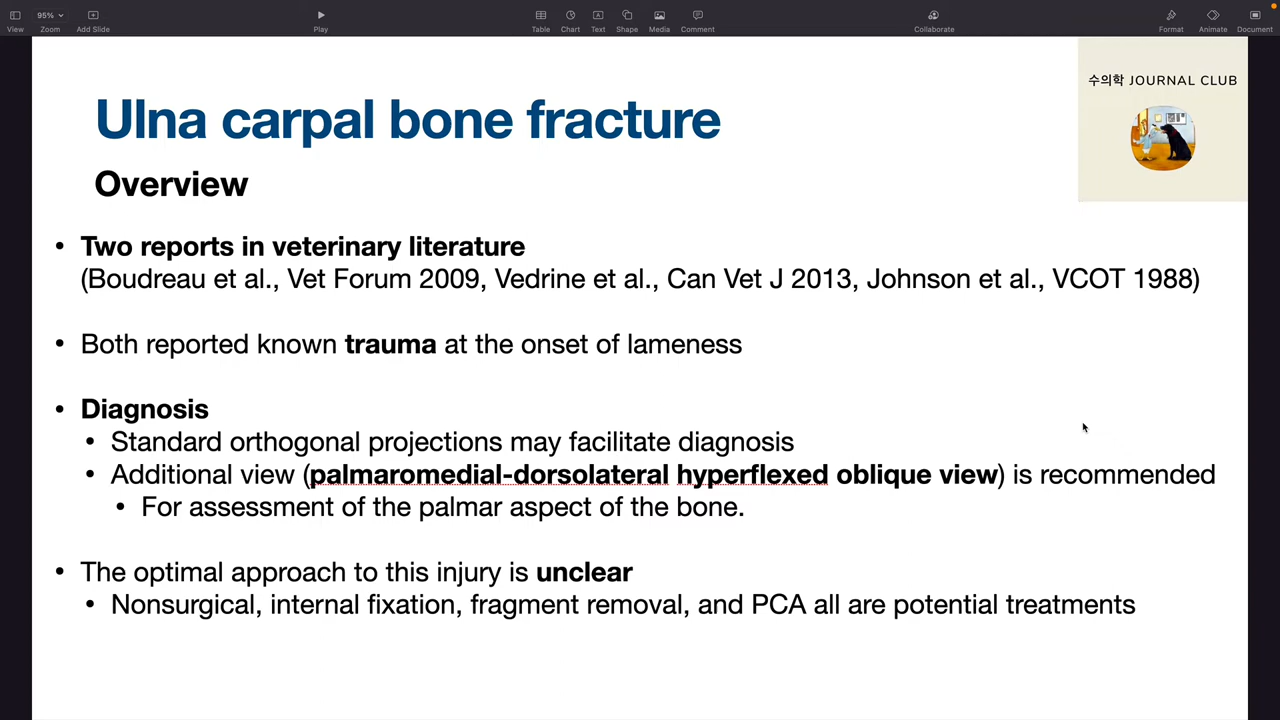 95%
View
Zoom
Add Slide
Play
Table
Chart
Text
Shape
Media
Comment
Collaborate
Format
Animate
Document
수의학 JOURNAL CLUB
Ulna carpal bone fracture
Overview
• Two reports in veterinary literature
(Boudreau et al., Vet Forum 2009, Vedrine et al., Can Vet J 2013, Johnson et al., VCOT 1988)
• Both reported known trauma at the onset of lameness
• Diagnosis
• Standard orthogonal projections may facilitate diagnosis
• Additional view (palmaromedial-dorsolateral hyperflexed oblique view) is recommended
• For assessment of the palmar aspect of the bone.
• The optimal approach to this injury is unclear
• Nonsurgical, internal fixation, fragment removal, and PCA all are potential treatments